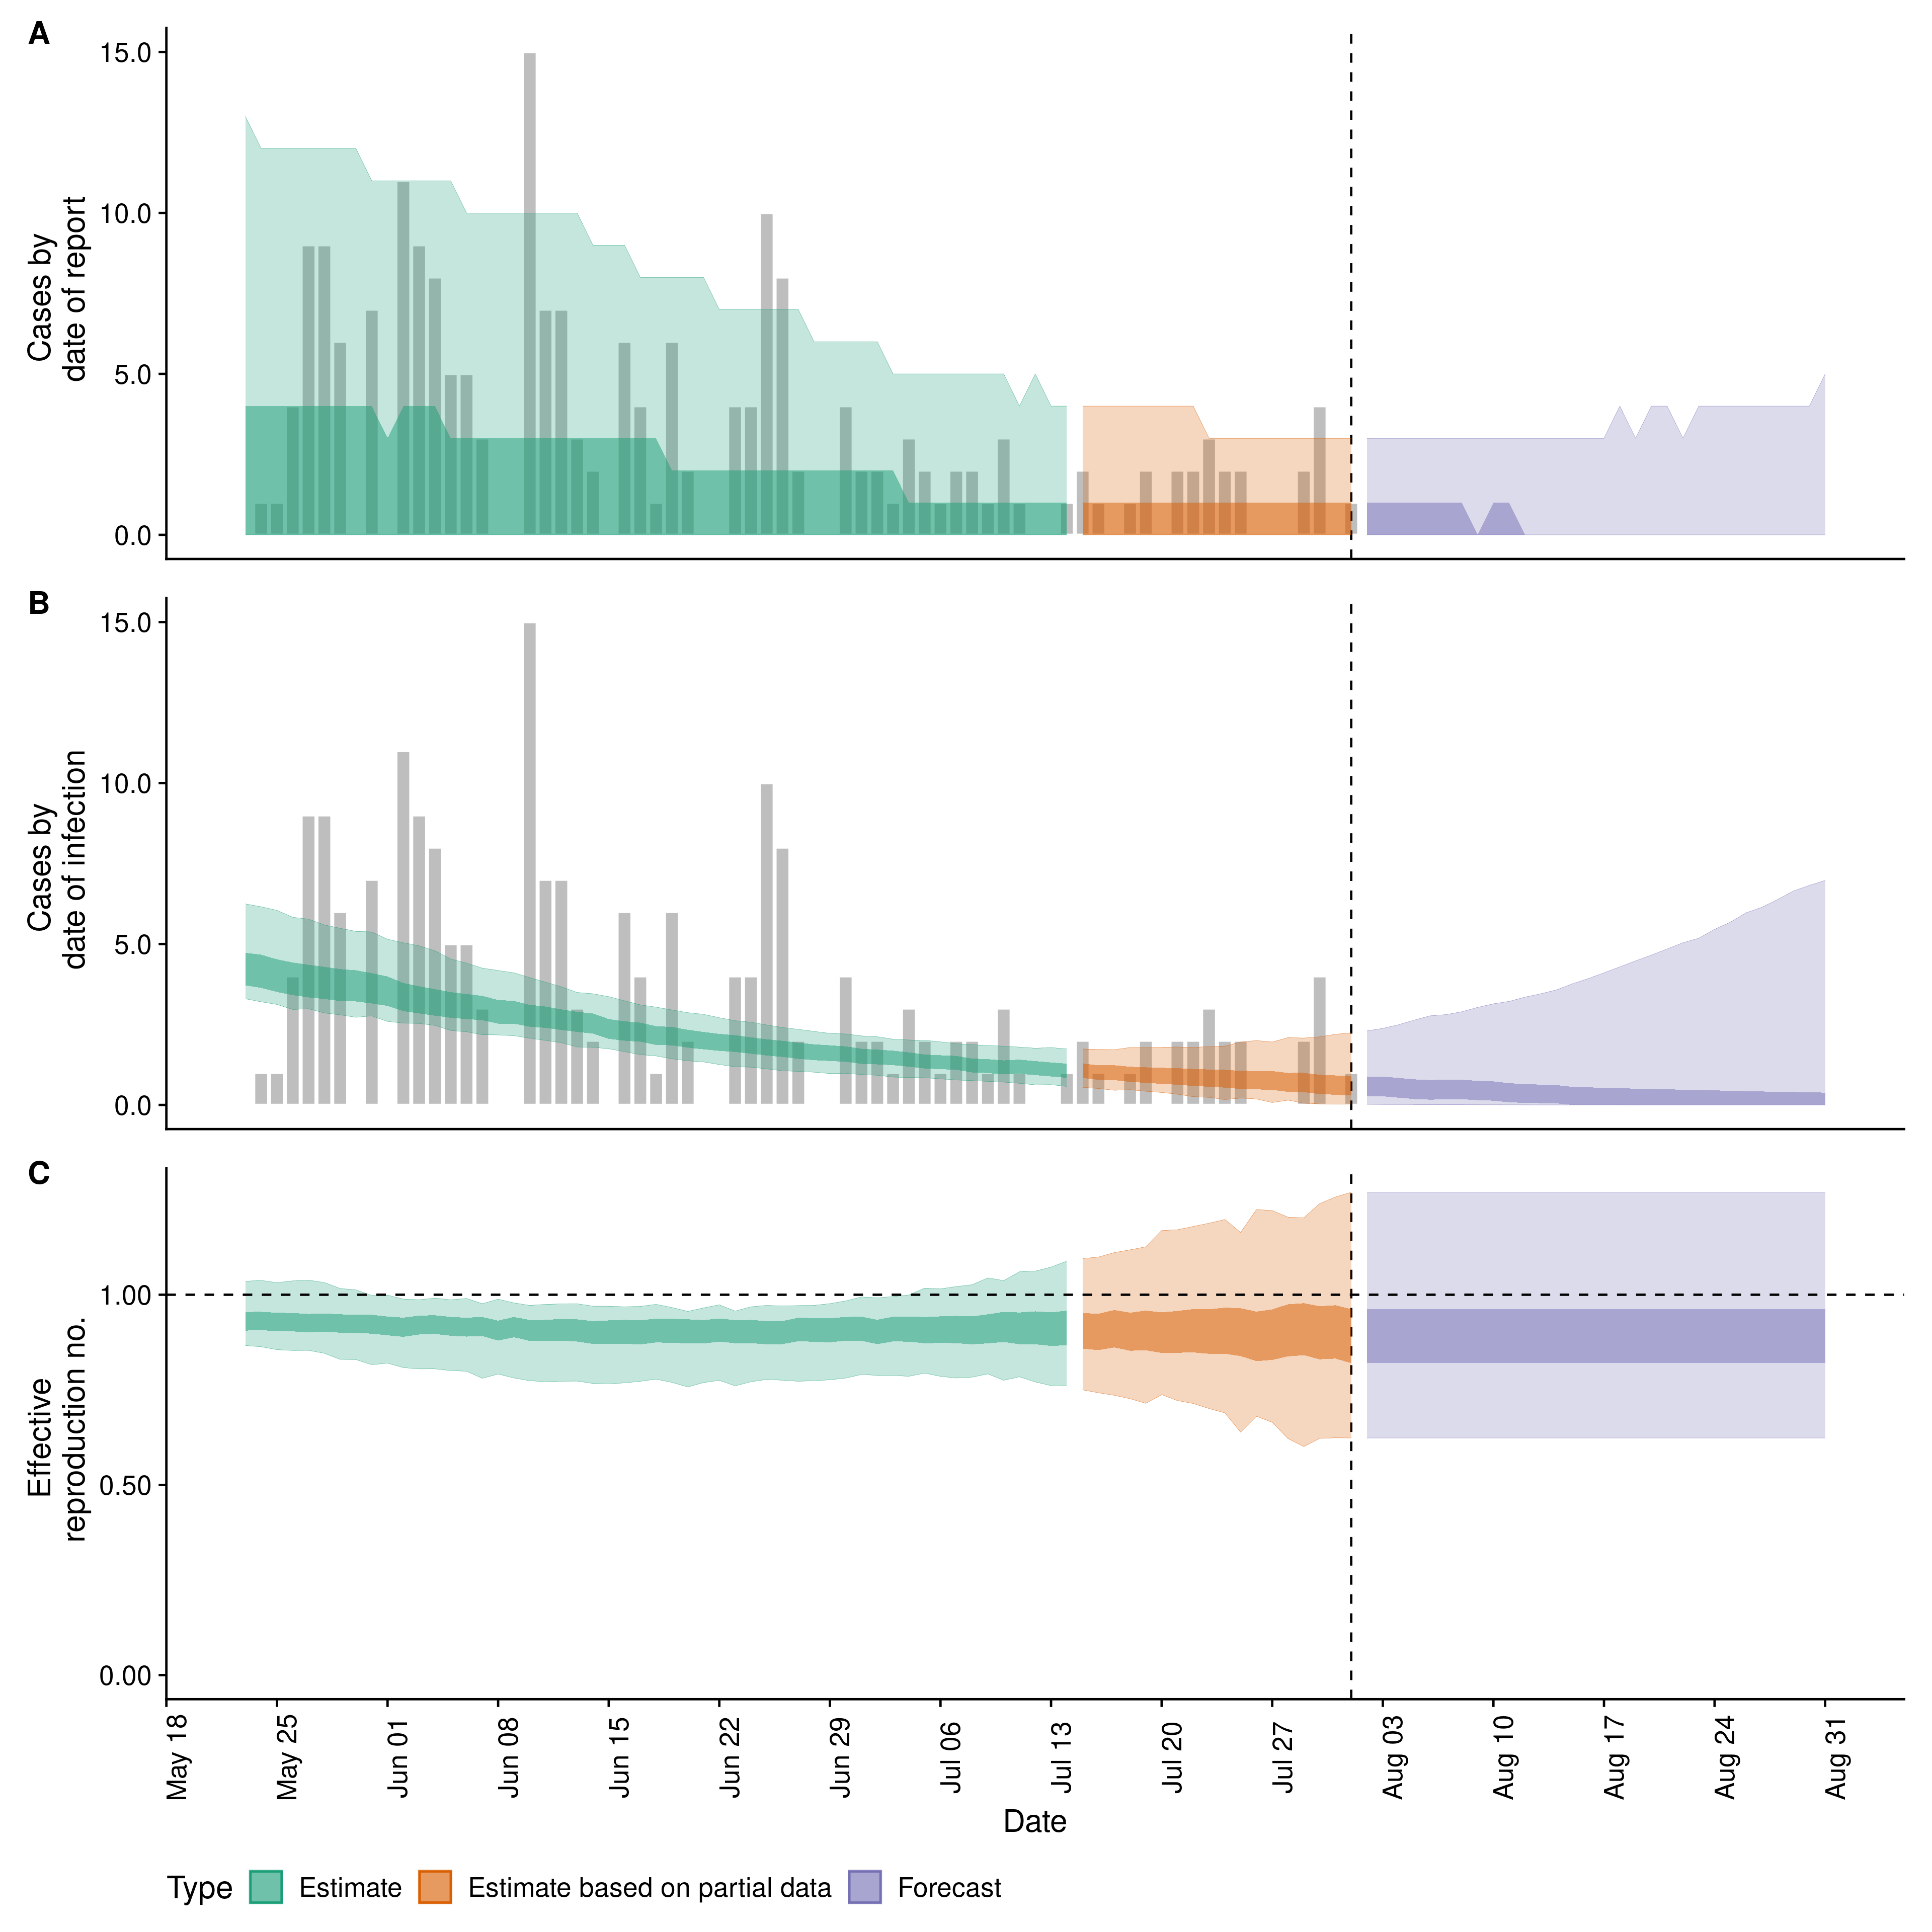 A
15.0
10.0
5.0
0.0
Cases by
date of report
B
15.0
10.0
5.0
0.0
Cases by
date of infection
C
1.00
0.50
0.00
Effective
reproduction no.
May 18
May 25
Jun 01
Jun 08
Jun 15
Jun 22
Jun 29
Jul 06
Jul 13
Jul 20
Jul 27
Aug 03
Aug 10
Aug 17
Aug 24
Aug 31
Date
Type Estimate Estimate based on partial data Forecast